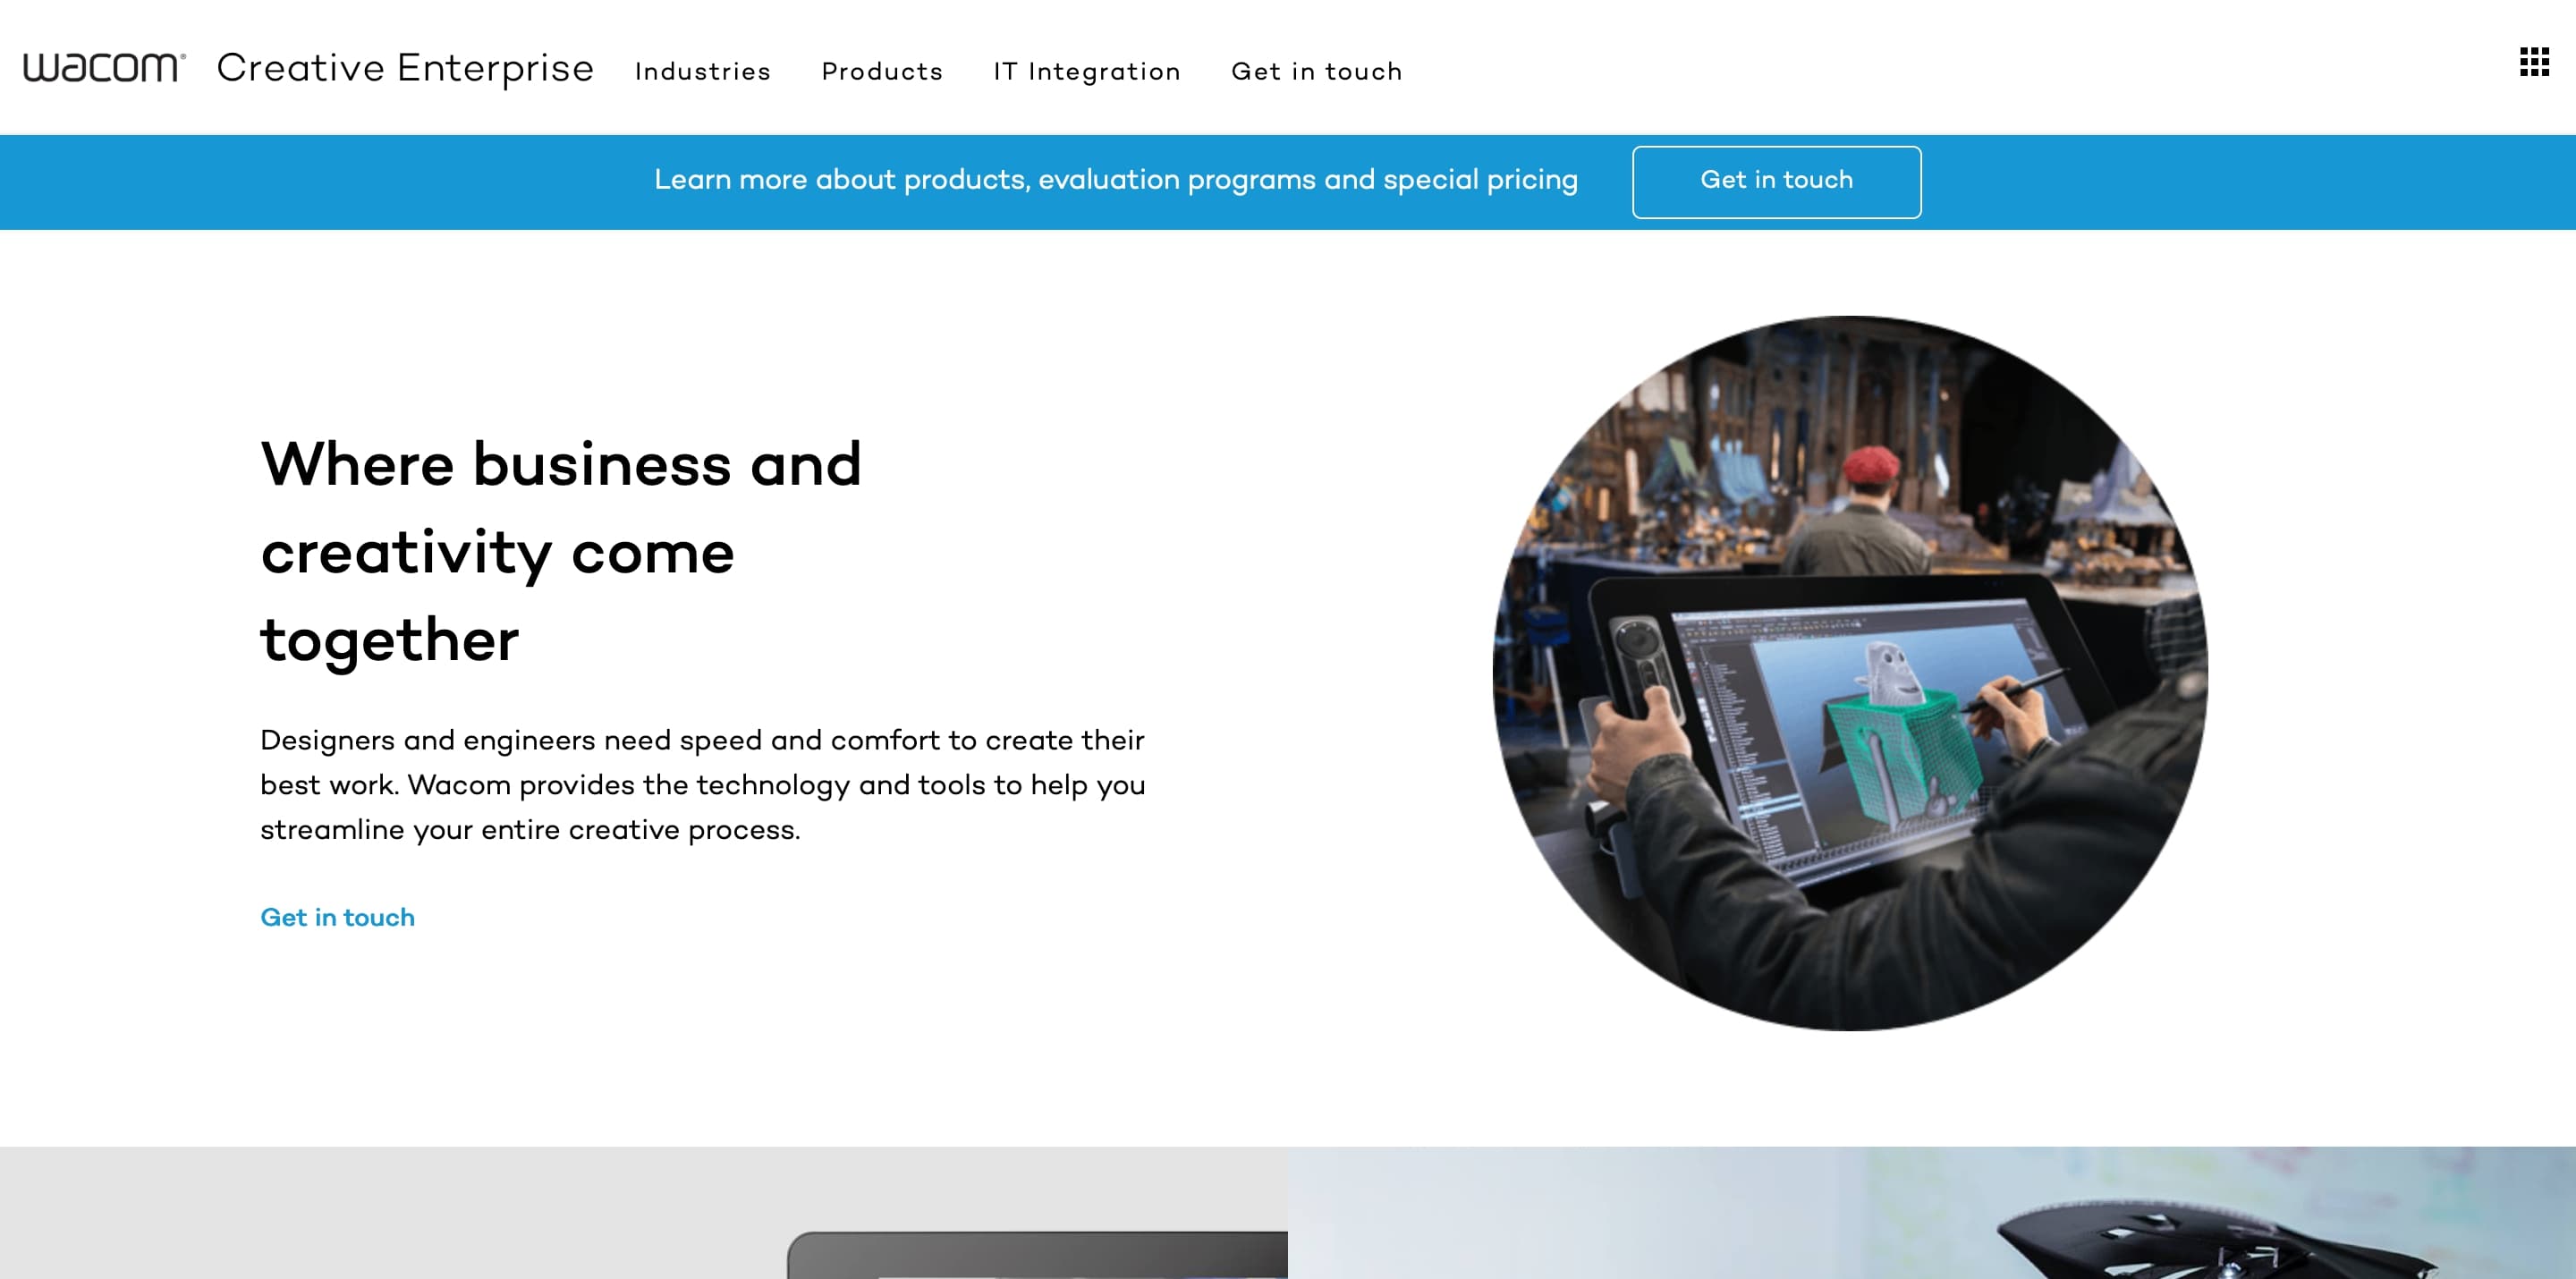 wacom® Creative Enterprise Industries Products IT Integration Get in touch
Learn more about products, evaluation programs and special pricing Get in touch
Where business and
creativity come
together
Designers and engineers need speed and comfort to create their
best work. Wacom provides the technology and tools to help you
streamline your entire creative process.
Get in touch